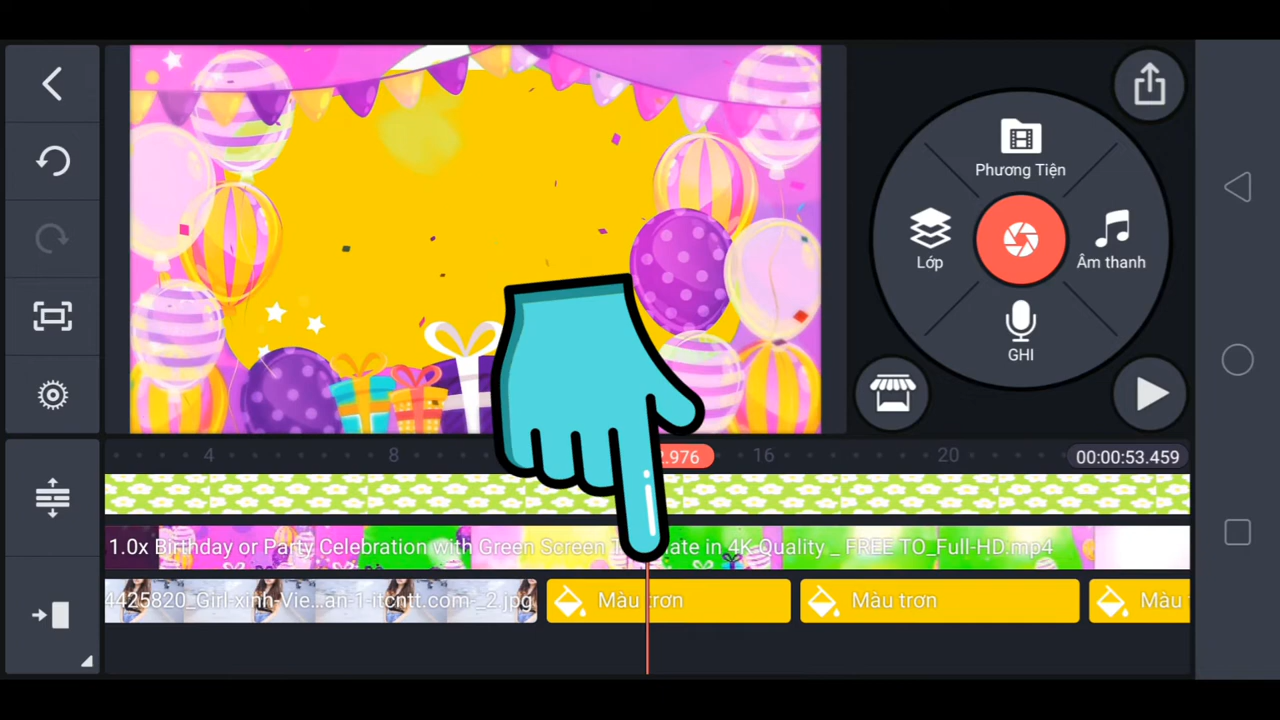 Phương Tiện
Lớp
Âm thanh
GHI
4
8
2.976
16
20
00:00:53.459
1.0x Birthday or Party Celebration with Green Screen ate in 4K Quality _ FREE TO_Full-HD.mp4
4425820_Girl-xinh-Vie...an-1-itcntt.com-_2.jpg
Màu trơn
Màu trơn
Màu